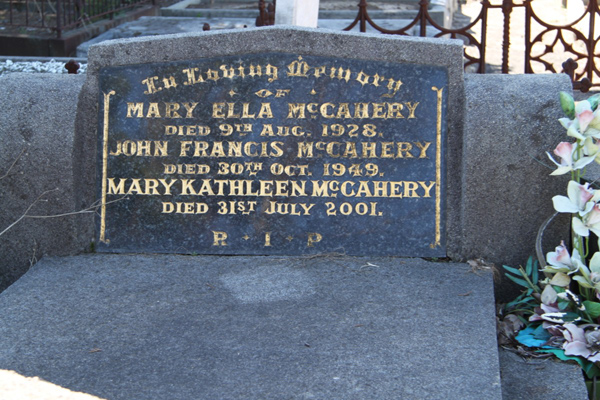 In Loving Memory
OF
MARY ELLA McCAHERY
DIED 9TH AUG. 1928.
JOHN FRANCIS McCAHERY
DIED 30TH OCT. 1949.
MARY KATHLEEN McCAHERY
DIED 31ST JULY 2001.
R · I · P